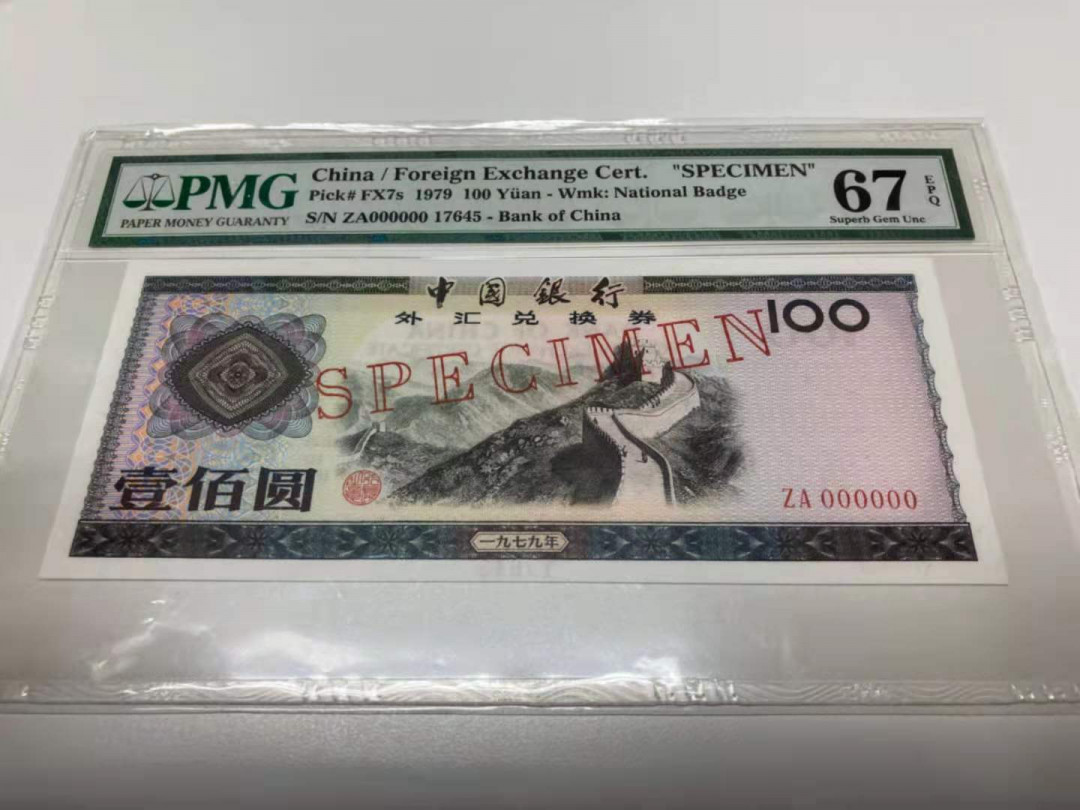 China / Foreign Exchange Cert. "SPECIMEN"
PMG
Pick# FX7s 1979 100 Yüan - Wmk: National Badge
67
EPQ
PAPER MONEY GUARANTY
S/N ZA000000 17645 - Bank of China
Superb Gem Unc
中國銀行
外汇兑换券
100
SPECIMEN
壹佰圆
ZA 000000
一九七九年